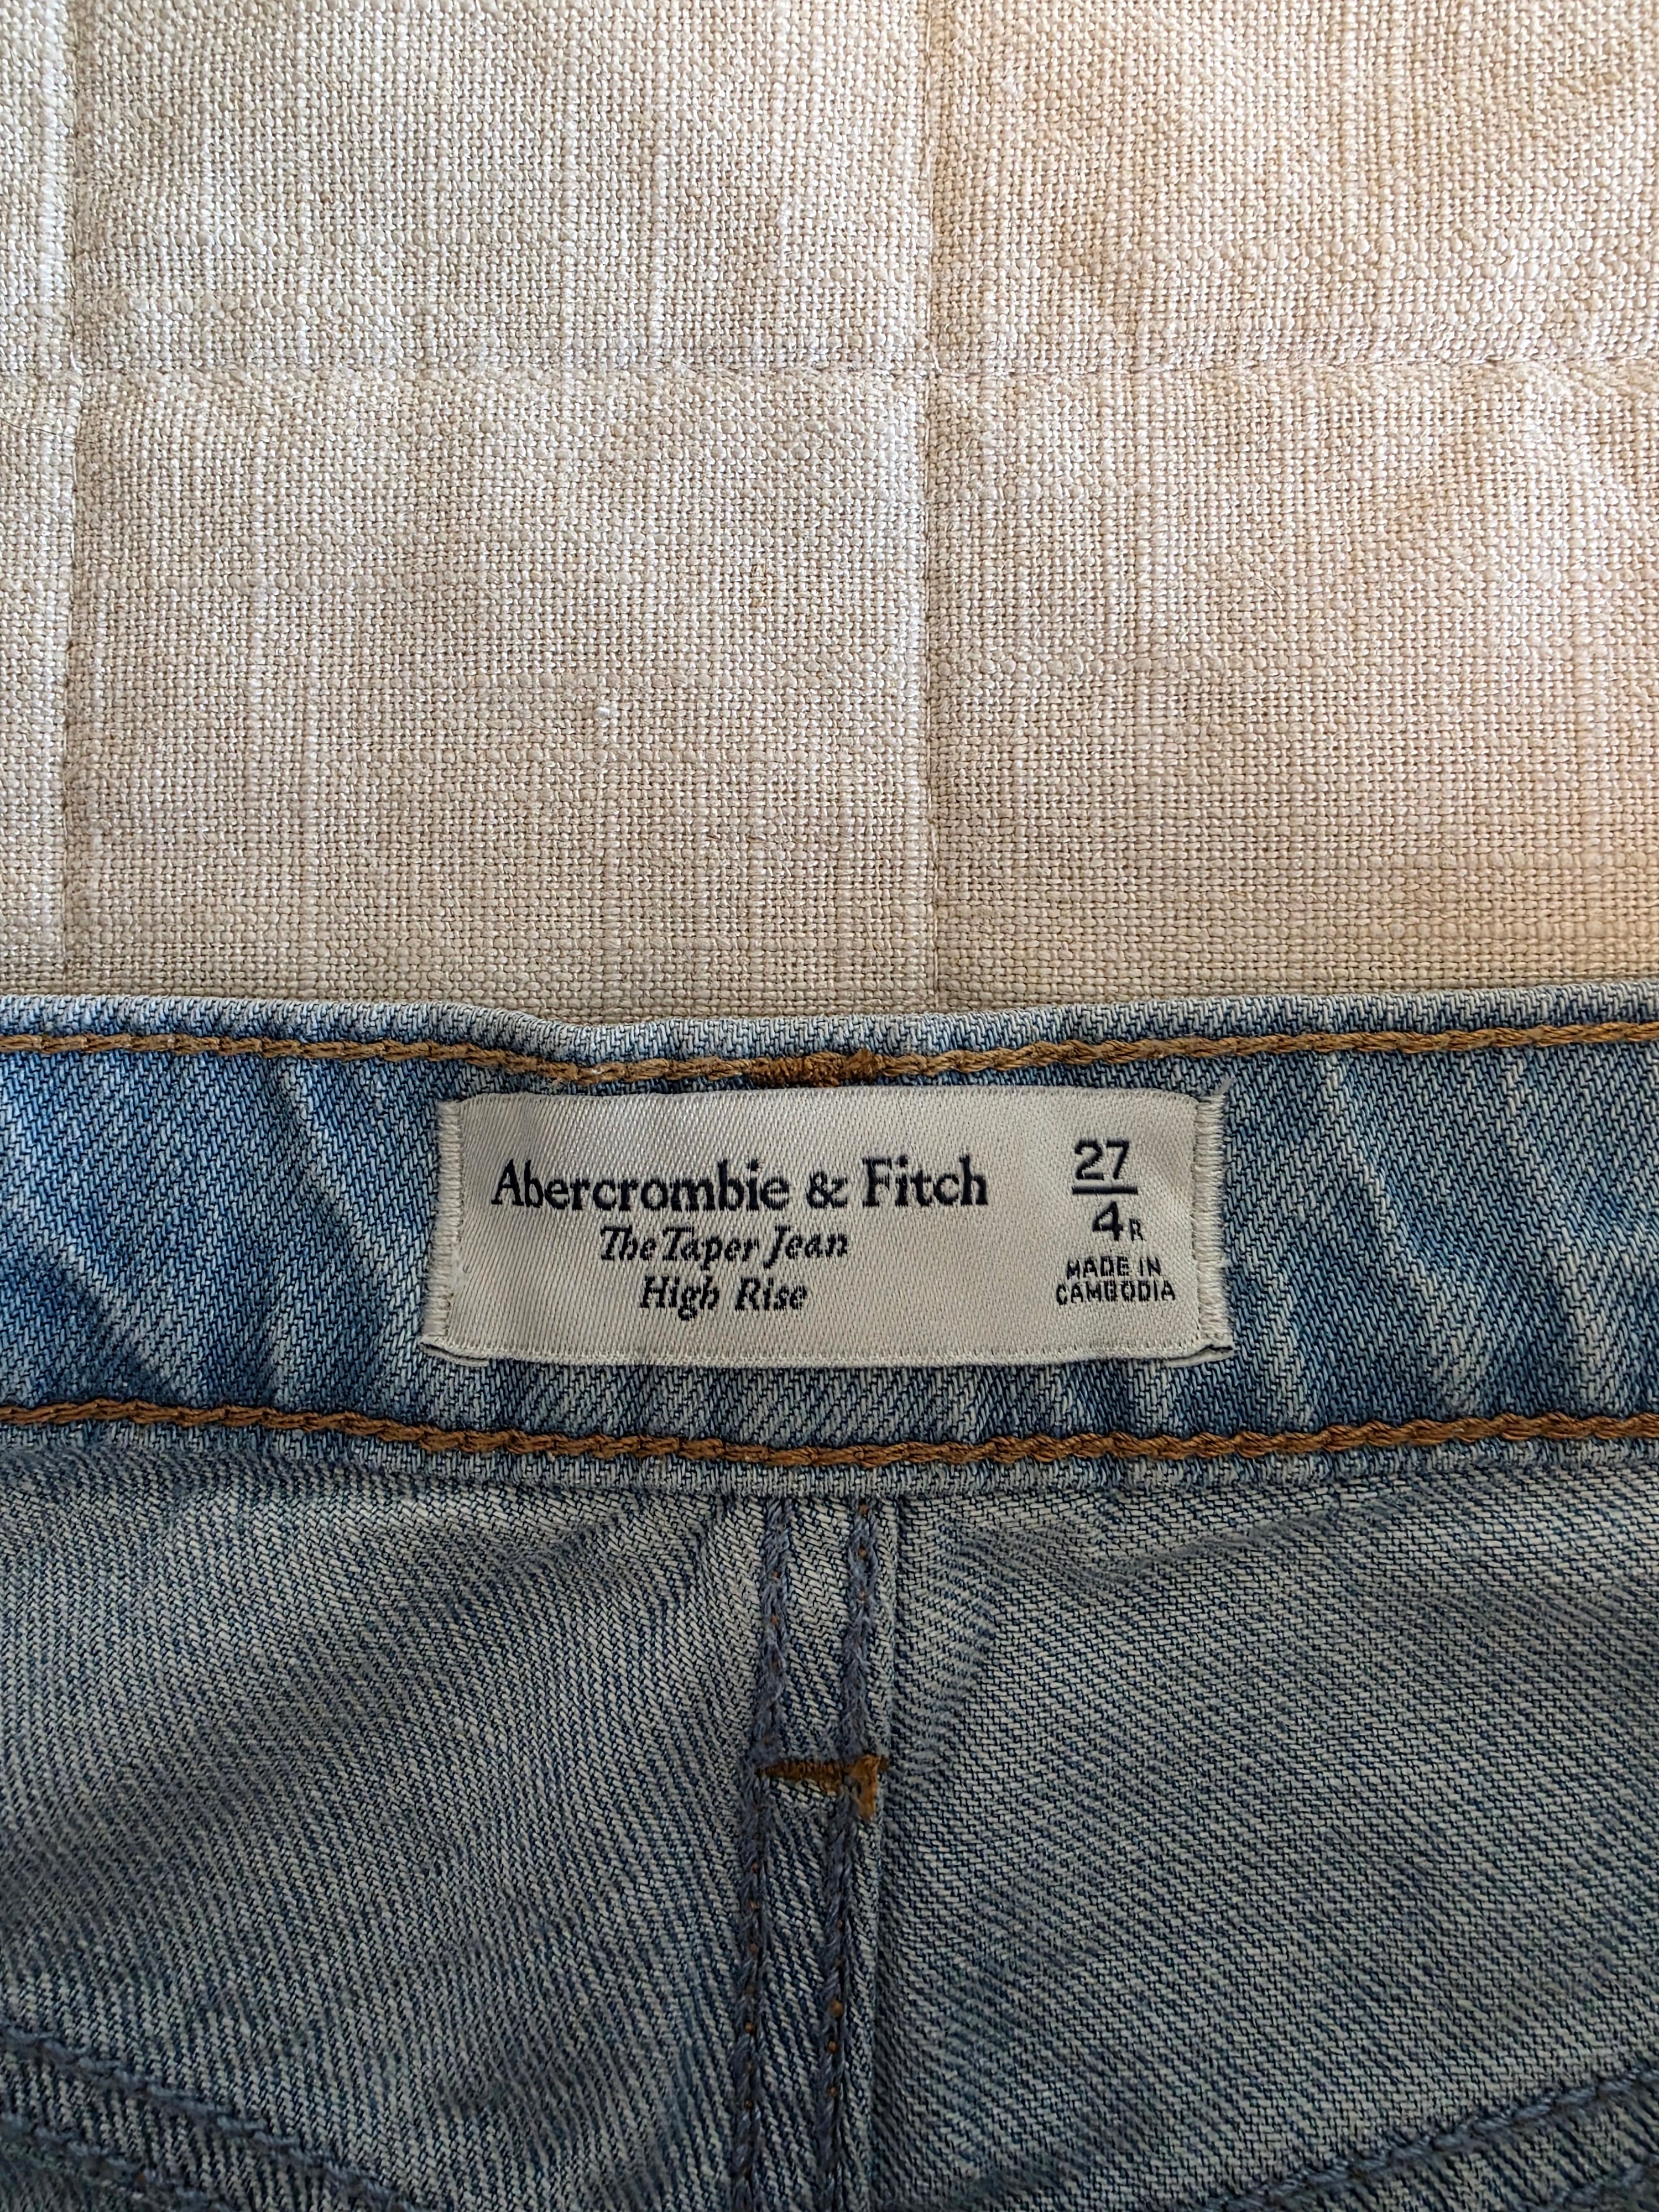 Abercrombie & Fitch
The Taper Jean
High Rise
27
4R
MADE IN
CAMBODIA